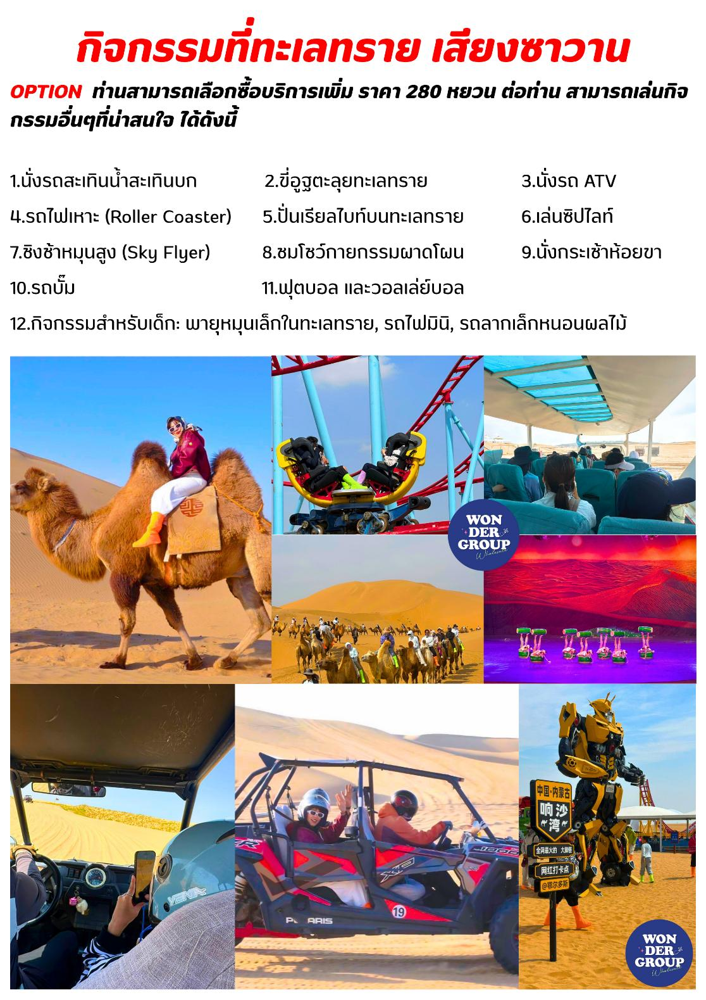 กิจกรรมที่ทะเลทราย เสียงซาวาน
OPTION ท่านสามารถเลือกซื้อบริการเพิ่ม ราคา 280 หยวน ต่อท่าน สามารถเล่นกิจ
กรรมอื่นๆที่น่าสนใจ ได้ดังนี้
1.นั่งรถสะเทินน้ำสะเทินบก 2.ขี่อูฐตะลุยทะเลทราย 3.นั่งรถ ATV
4.รถไฟเหาะ (Roller Coaster) 5.ปั่นเรียลไบท์บนทะเลทราย 6.เล่นซิปไลท์
7.ชิงช้าหมุนสูง (Sky Flyer) 8.ชมโชว์กายกรรมผาดโผน 9.นั่งกระเช้าห้อยขา
10.รถบั๊ม 11.ฟุตบอล และวอลเล่ย์บอล
12.กิจกรรมสำหรับเด็ก: พายุหมุนเล็กในทะเลทราย, รถไฟมินิ, รถลากเล็กหนอนผลไม้
WON
DER
GROUP
Wholesale
POLARIS
19
中国·内蒙古
响沙
湾
全网最火的 大脚怪
网红打卡点
@鄂尔多斯
WON
DER
GROUP
Wholesale